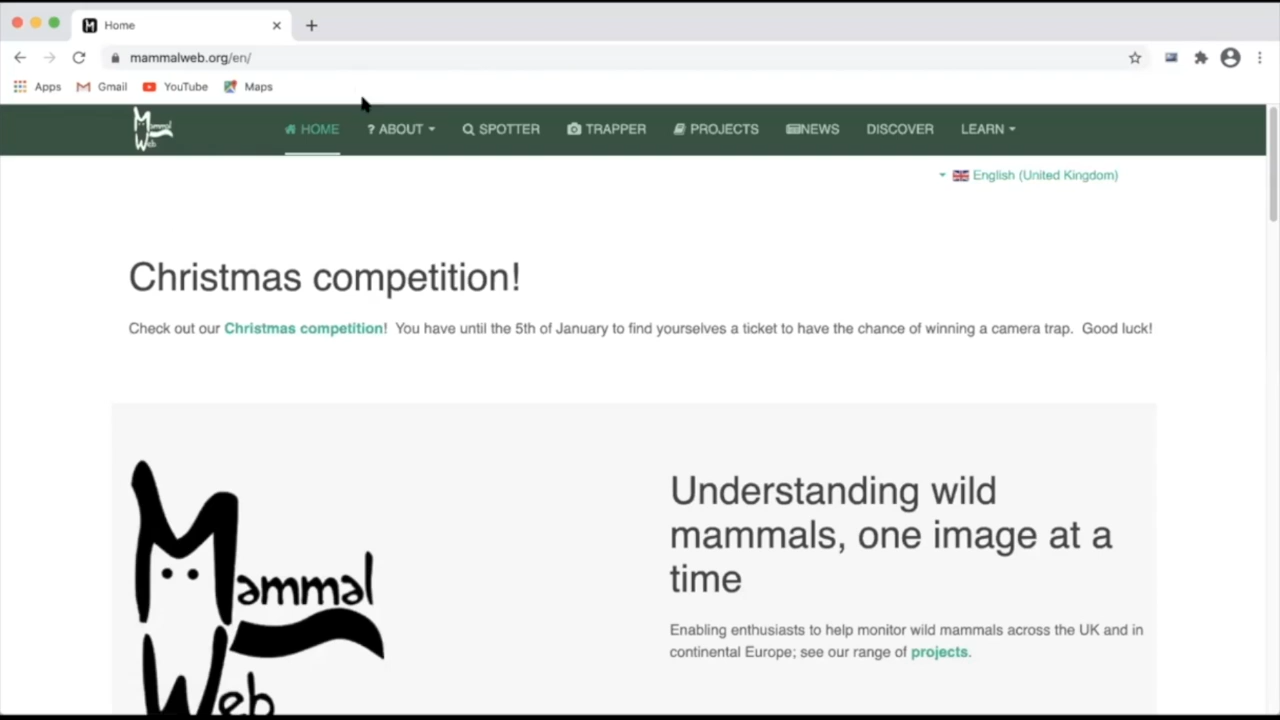 Home
mammalweb.org/en/
Apps Gmail YouTube Maps
Mammal Web
HOME ? ABOUT SPOTTER TRAPPER PROJECTS NEWS DISCOVER LEARN
English (United Kingdom)
Christmas competition!
Check out our Christmas competition! You have until the 5th of January to find yourselves a ticket to have the chance of winning a camera trap. Good luck!
Mammal
Web
Understanding wild
mammals, one image at a
time
Enabling enthusiasts to help monitor wild mammals across the UK and in
continental Europe; see our range of projects.